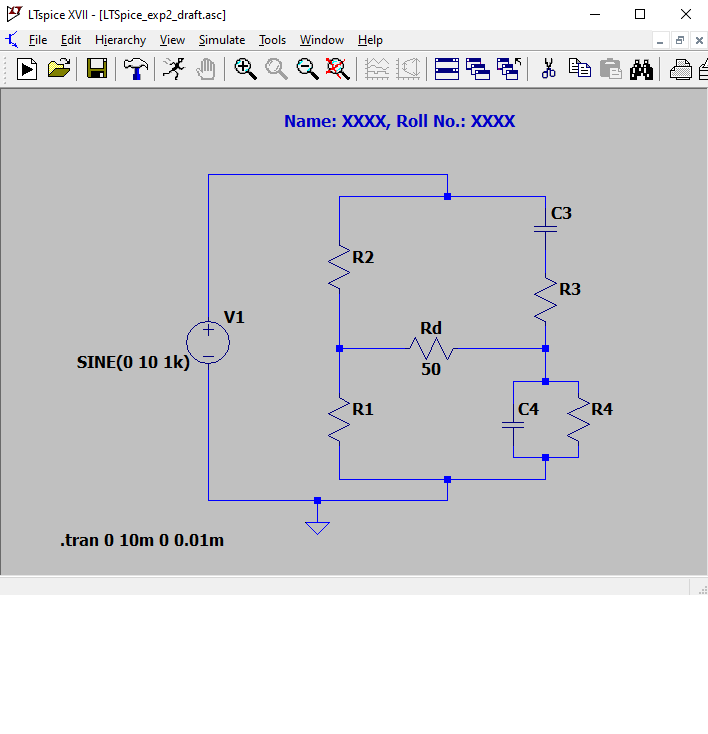 LTspice XVII - [LTSpice_exp2_draft.asc]
File Edit Hierarchy View Simulate Tools Window Help
Name: XXXX, Roll No.: XXXX
C3
R2
R3
V1
Rd
SINE(0 10 1k)
50
R1
C4
R4
.tran 0 10m 0 0.01m